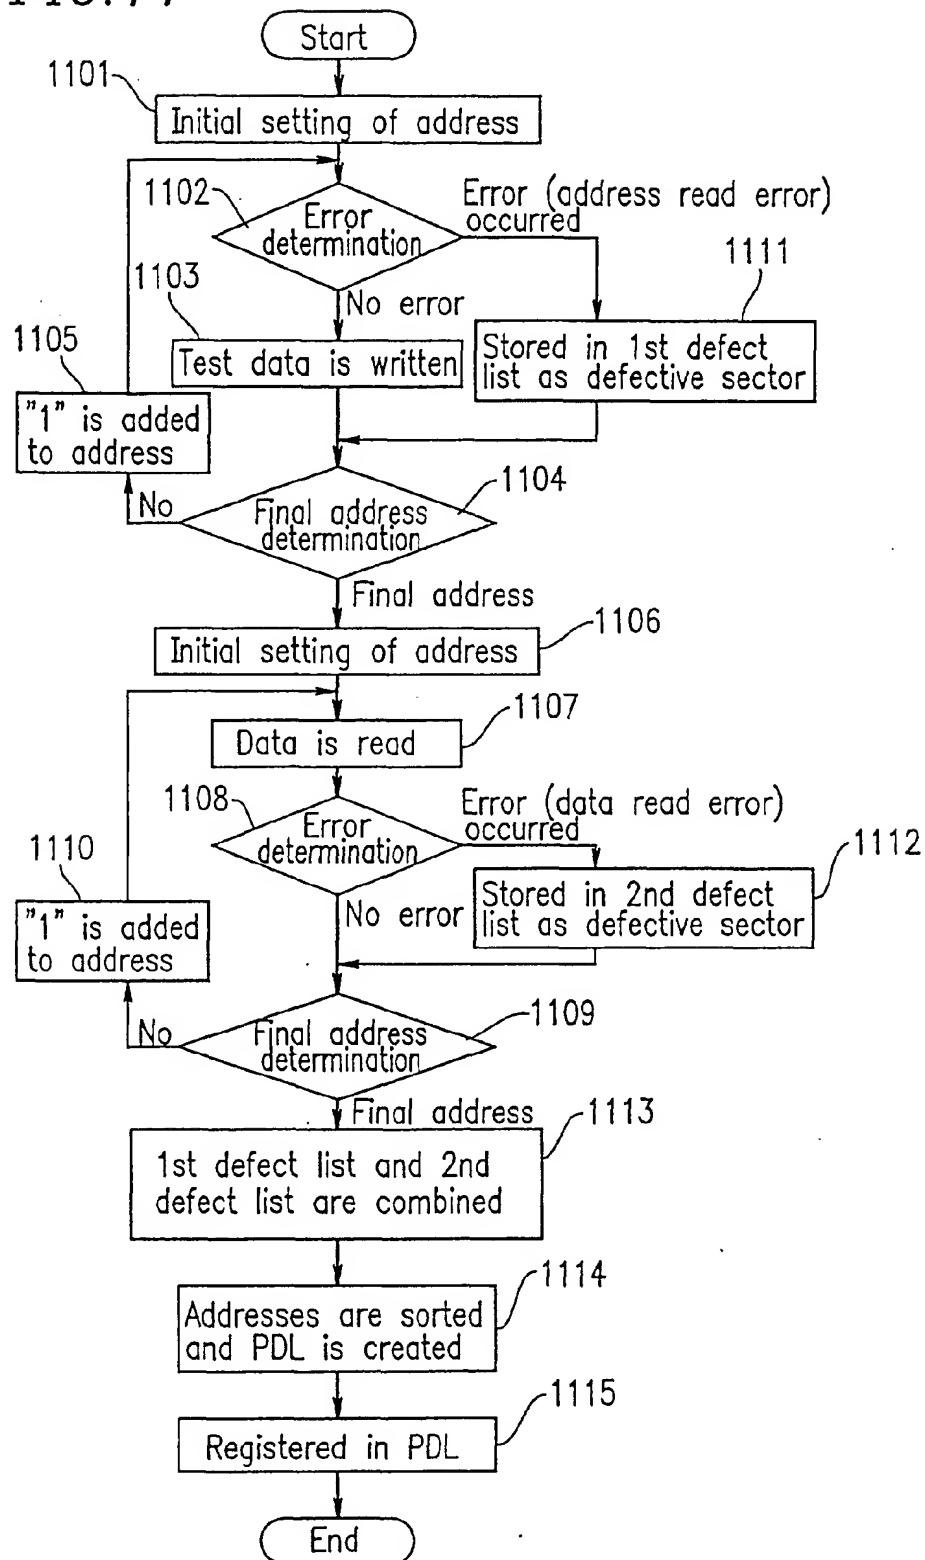 Start
1101
Initial setting of address
1102
Error
determination
Error (address read error)
occurred
1111
1103
No error
Test data is written
Stored in 1st defect
list as defective sector
1105
"1" is added
to address
1104
No
Final address
determination
Final address
1106
Initial setting of address
1107
Data is read
1108
Error
determination
Error (data read error)
occurred
1112
1110
No error
Stored in 2nd defect
list as defective sector
"1" is added
to address
1109
No
Final address
determination
Final address
1113
1st defect list and 2nd
defect list are combined
1114
Addresses are sorted
and PDL is created
1115
Registered in PDL
End